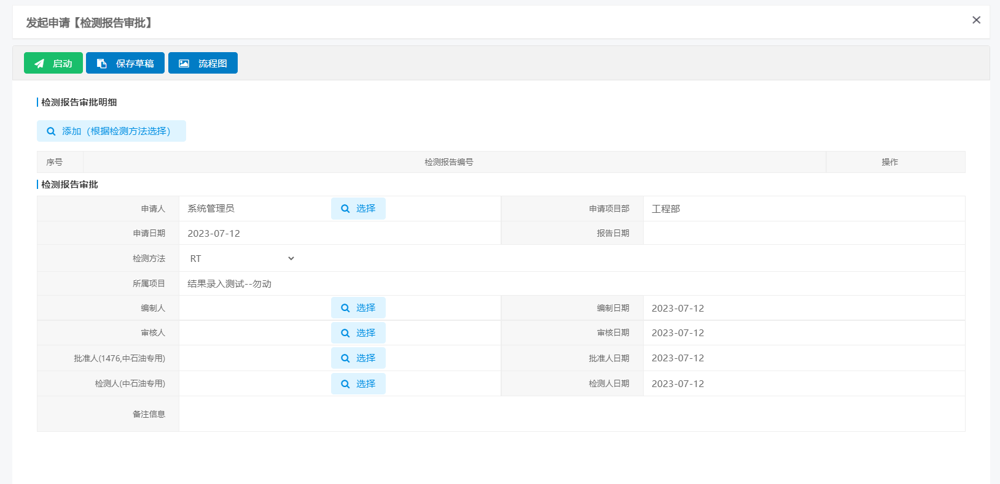 发起申请【检测报告审批】
启动 保存草稿 流程图
检测报告审批明细
添加（根据检测方法选择）
序号 检测报告编号 操作
检测报告审批
申请人 系统管理员 选择 申请项目部 工程部
申请日期 2023-07-12 报告日期
检测方法 RT
所属项目 结果录入测试--勿动
编制人 选择 编制日期 2023-07-12
审核人 选择 审核日期 2023-07-12
批准人(1476,中石油专用) 选择 批准人日期 2023-07-12
检测人(中石油专用) 选择 检测人日期 2023-07-12
备注信息